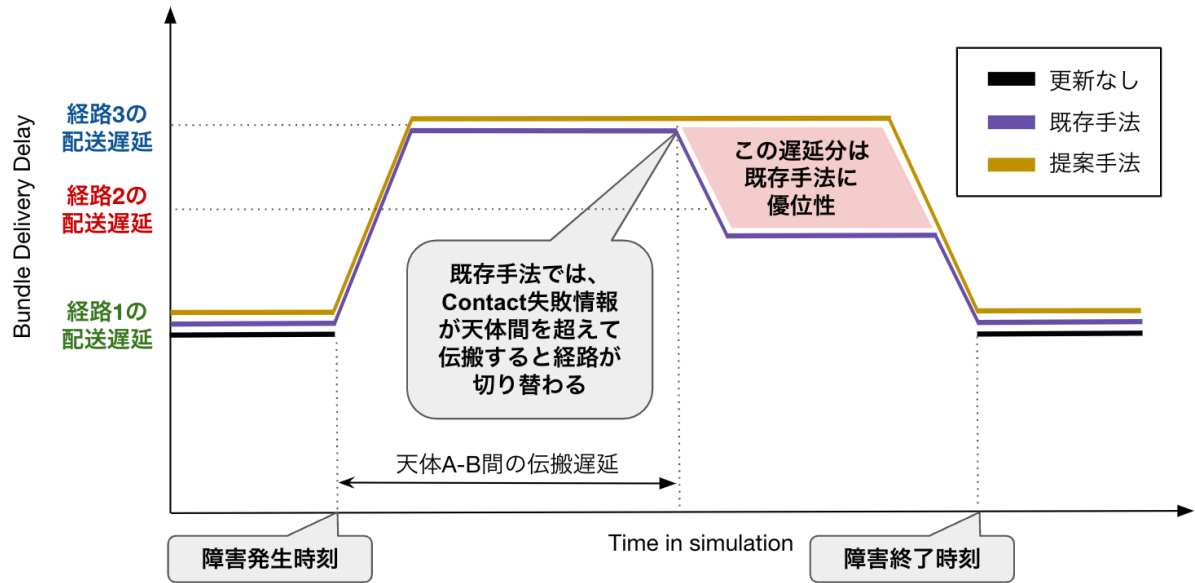 Bundle Delivery Delay
経路3の
配送遅延
経路2の
配送遅延
経路1の
配送遅延
更新なし
既存手法
提案手法
この遅延分は
既存手法に
優位性
既存手法では、
Contact失敗情報
が天体間を超えて
伝搬すると経路が
切り替わる
天体A-B間の伝搬遅延
障害発生時刻
Time in simulation
障害終了時刻